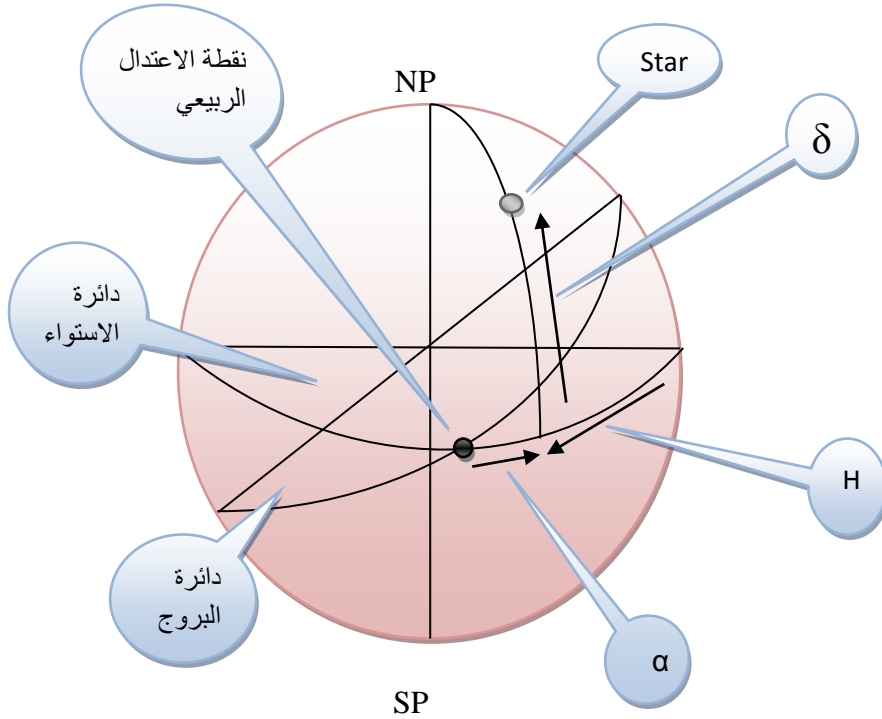 نقطة الاعتدال
الربيعي
NP
Star
δ
دائرة
الاستواء
H
دائرة
البروج
α
SP